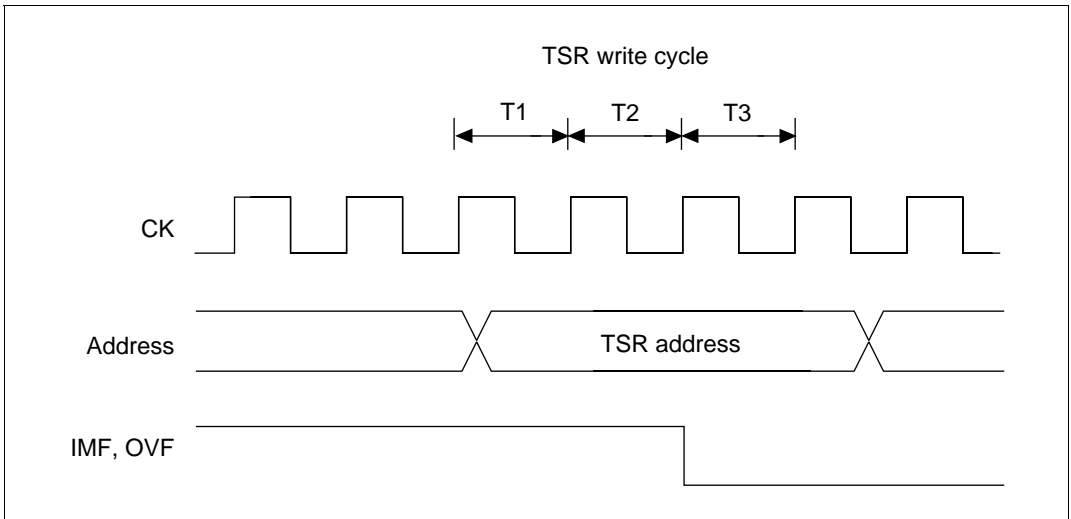 TSR write cycle
T1 T2 T3
CK
Address
TSR address
IMF, OVF